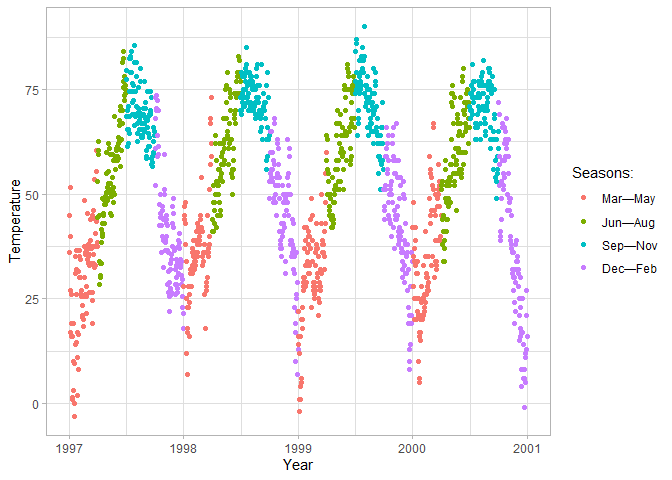 75
50
25
0
Temperature
1997
1998
1999
2000
2001
Year
Seasons:
Mar—May
Jun—Aug
Sep—Nov
Dec—Feb